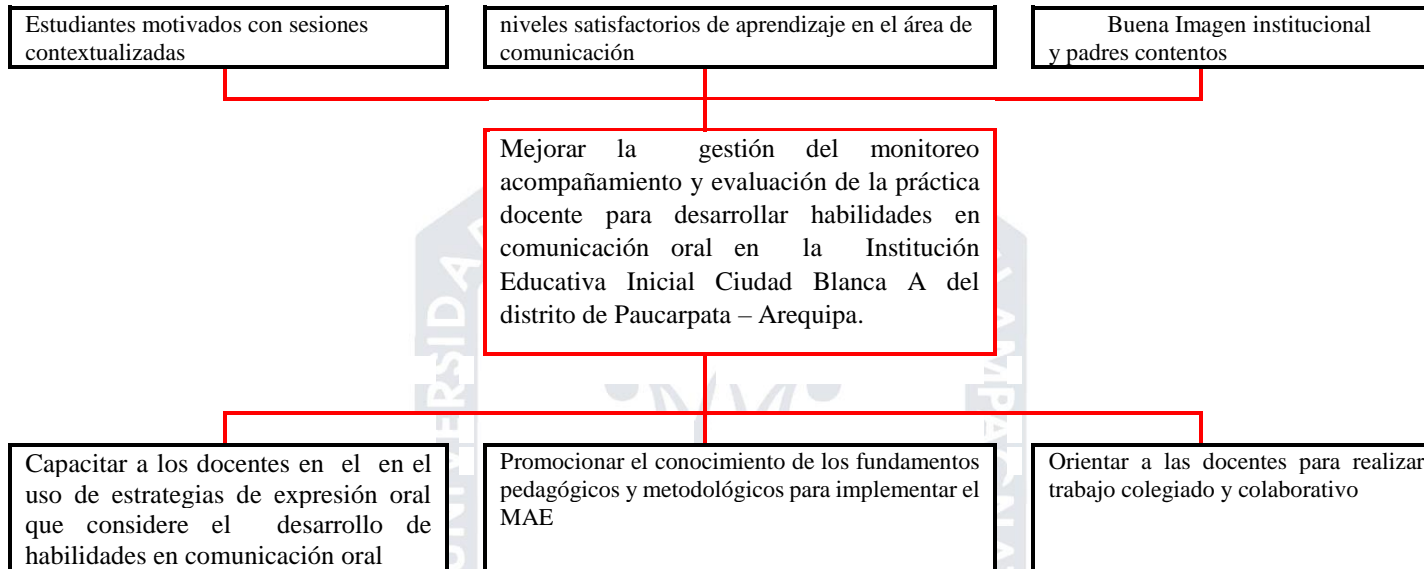 Estudiantes motivados con sesiones
contextualizadas
niveles satisfactorios de aprendizaje en el área de
comunicación
Buena Imagen institucional
y padres contentos
Mejorar la gestión del monitoreo
acompañamiento y evaluación de la práctica
docente para desarrollar habilidades en
comunicación oral en la Institución
Educativa Inicial Ciudad Blanca A del
distrito de Paucarpata – Arequipa.
Capacitar a los docentes en el en el
uso de estrategias de expresión oral
que considere el desarrollo de
habilidades en comunicación oral
Promocionar el conocimiento de los fundamentos
pedagógicos y metodológicos para implementar el
MAE
Orientar a las docentes para realizar
trabajo colegiado y colaborativo